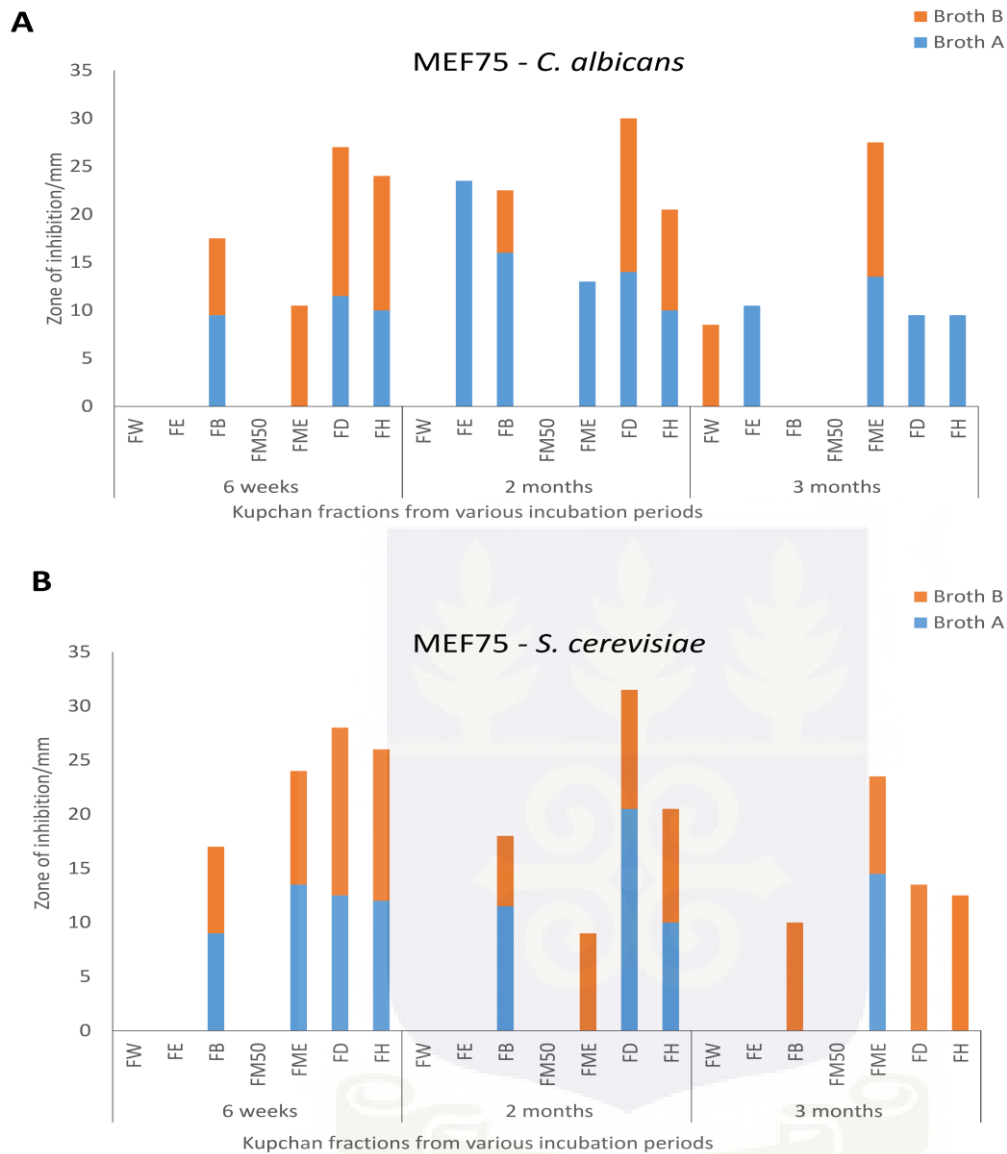 A
Broth B
Broth A
MEF75 - C. albicans
Zone of inhibition/mm
35
30
25
20
15
10
5
0
FW FE FB FM50 FME FD FH FW FE FB FM50 FME FD FH FW FE FB FM50 FME FD FH
6 weeks 2 months 3 months
Kupchan fractions from various incubation periods
B
Broth B
Broth A
MEF75 - S. cerevisiae
Zone of inhibition/mm
35
30
25
20
15
10
5
0
FW FE FB FM50 FME FD FH FW FE FB FM50 FME FD FH FW FE FB FM50 FME FD FH
6 weeks 2 months 3 months
Kupchan fractions from various incubation periods